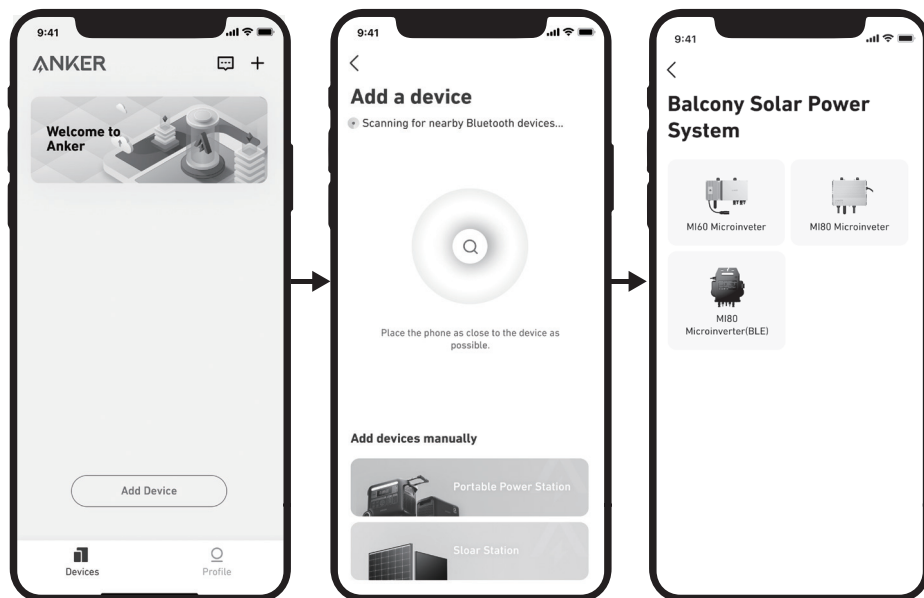 9:41
ANKER
Welcome to
Anker
Add Device
Devices
Profile
9:41
Add a device
Scanning for nearby Bluetooth devices...
Place the phone as close to the device as
possible.
Add devices manually
Portable Power Station
Sloar Station
9:41
Balcony Solar Power
System
MI60 Microinveter
MI80 Microinveter
MI80
Microinverter(BLE)